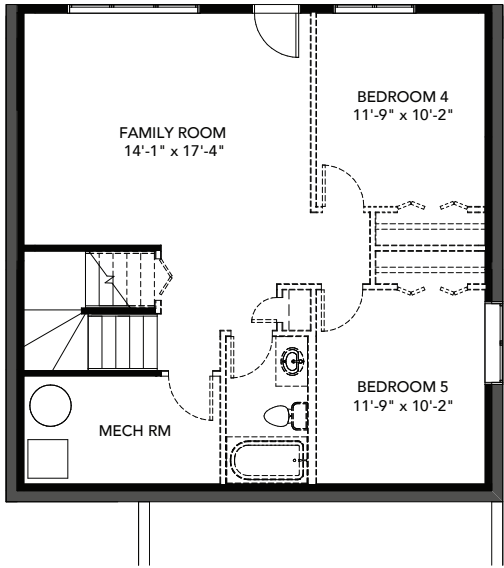 BEDROOM 4
11'-9" x 10'-2"
FAMILY ROOM
14'-1" x 17'-4"
BEDROOM 5
11'-9" x 10'-2"
MECH RM